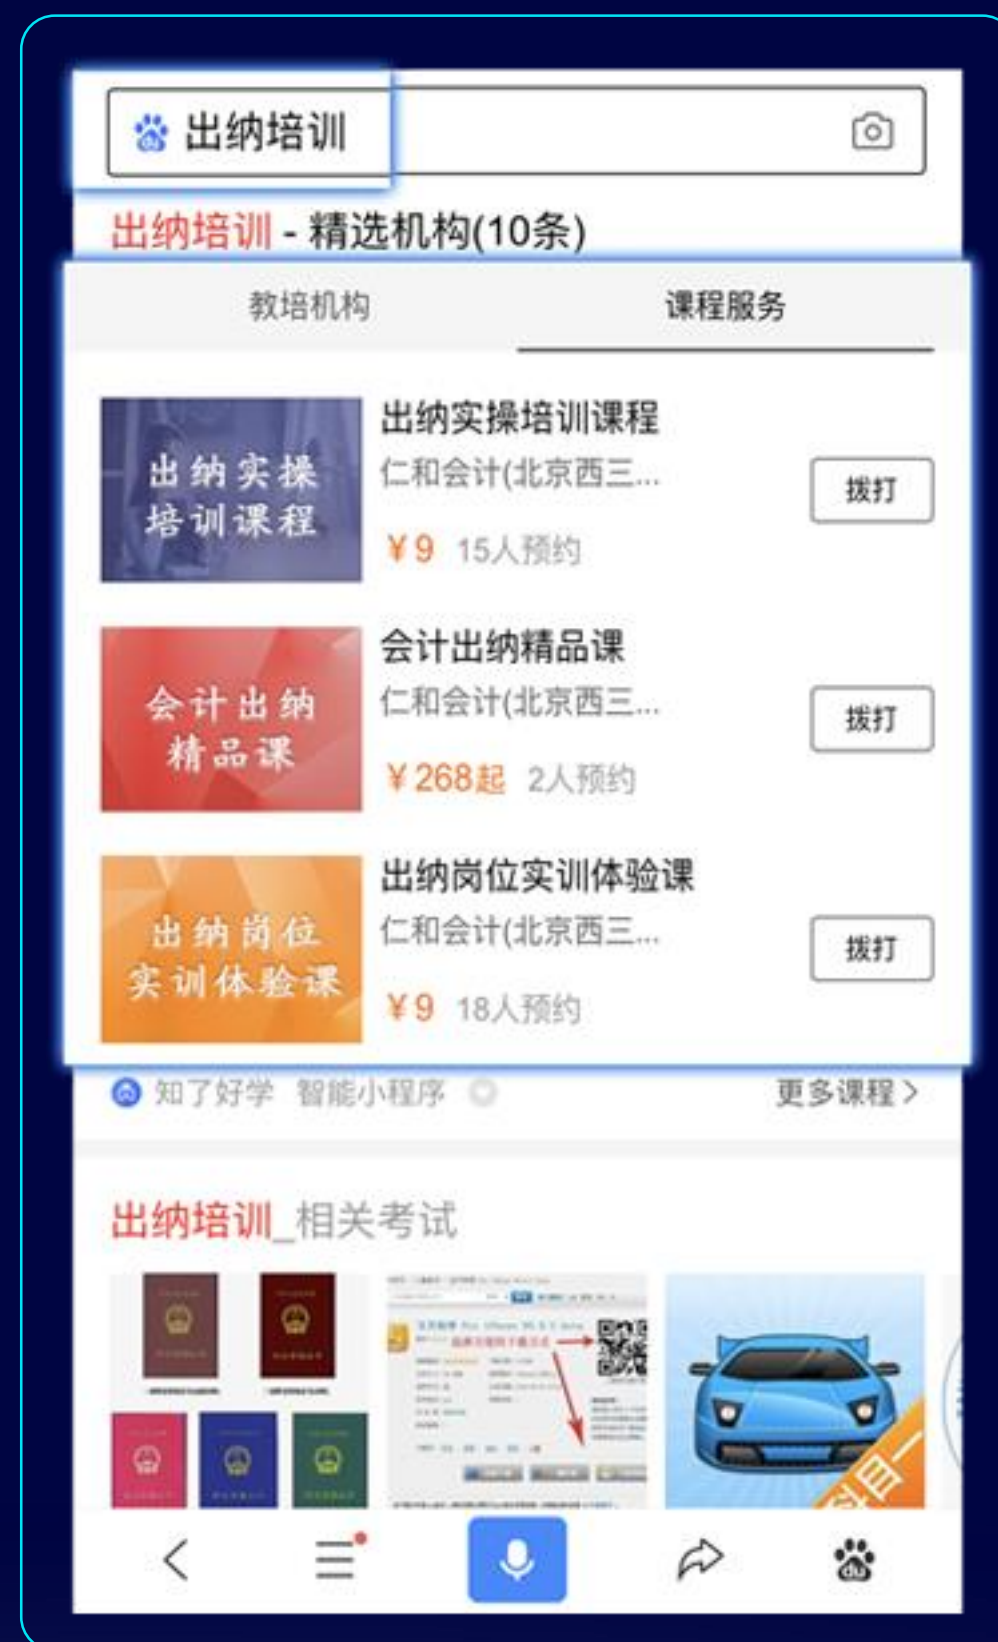 出纳培训
出纳培训 - 精选机构(10条)
教培机构 课程服务
出纳实操
培训课程
出纳实操培训课程
仁和会计(北京西三...
¥9 15人预约
拨打
会计出纳
精品课
会计出纳精品课
仁和会计(北京西三...
¥268起 2人预约
拨打
出纳岗位
实训体验课
出纳岗位实训体验课
仁和会计(北京西三...
¥9 18人预约
拨打
知了好学 智能小程序 更多课程 >
出纳培训_相关考试
科目一
du